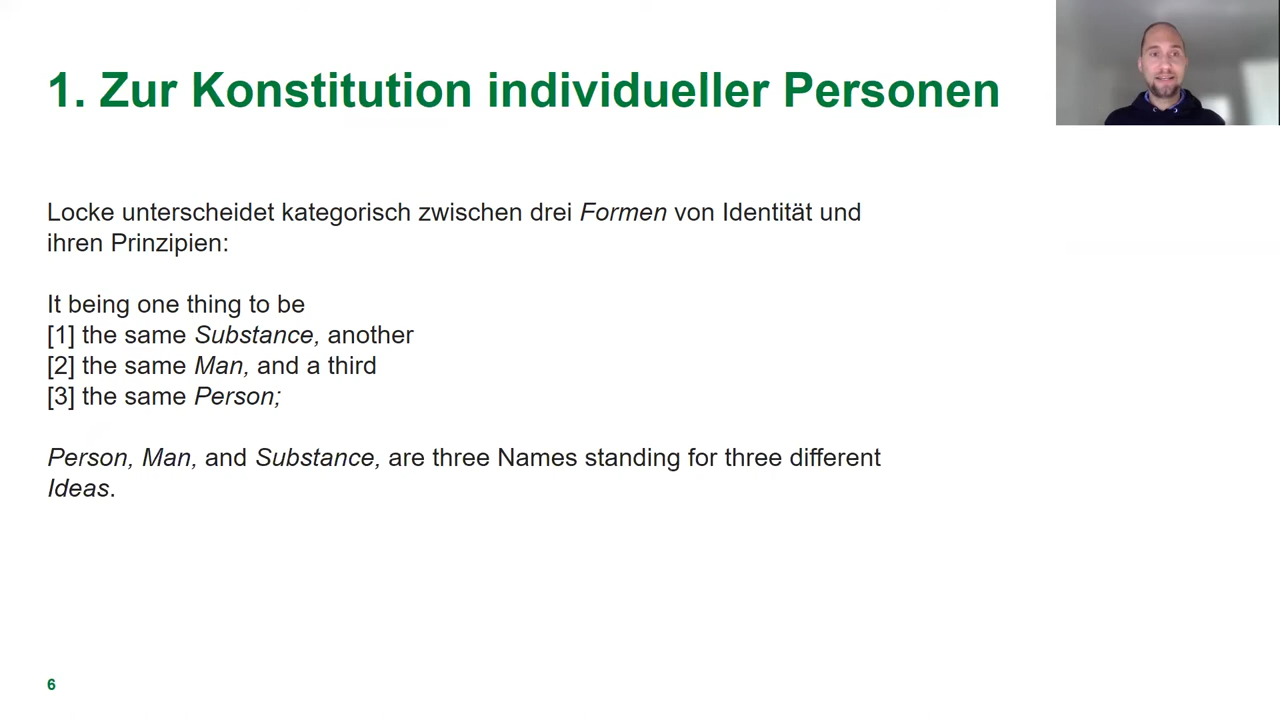 1. Zur Konstitution individueller Personen
Locke unterscheidet kategorisch zwischen drei Formen von Identität und
ihren Prinzipien:
It being one thing to be
[1] the same Substance, another
[2] the same Man, and a third
[3] the same Person;
Person, Man, and Substance, are three Names standing for three different
Ideas.
6